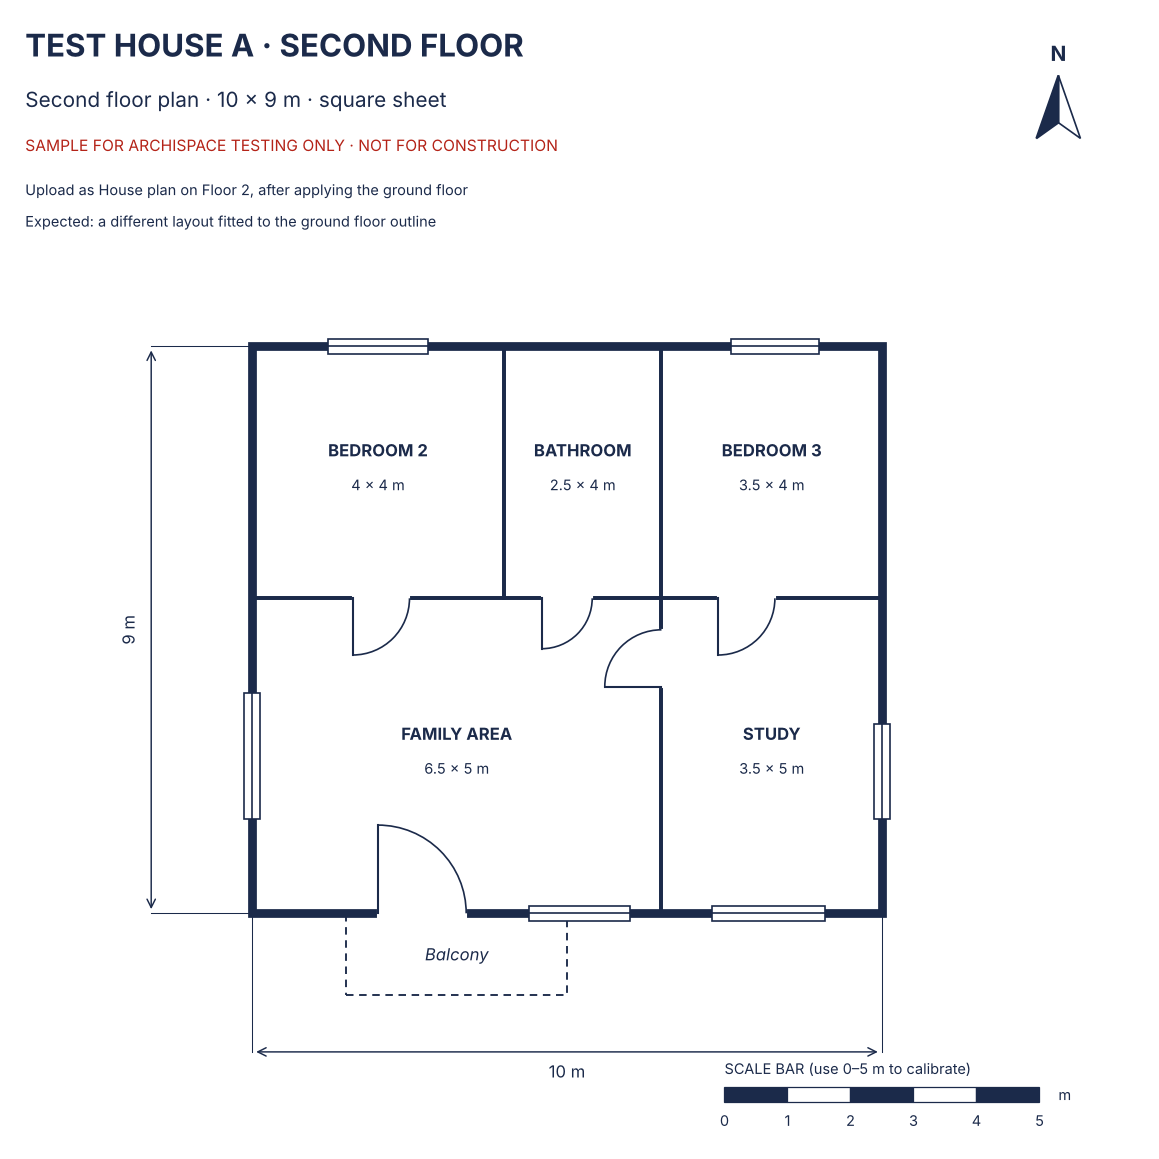 TEST HOUSE A · SECOND FLOOR
N
Second floor plan · 10 × 9 m · square sheet
SAMPLE FOR ARCHISPACE TESTING ONLY · NOT FOR CONSTRUCTION
Upload as House plan on Floor 2, after applying the ground floor
Expected: a different layout fitted to the ground floor outline
BEDROOM 2
4 × 4 m
BATHROOM
2.5 × 4 m
BEDROOM 3
3.5 × 4 m
9 m
FAMILY AREA
6.5 × 5 m
STUDY
3.5 × 5 m
Balcony
10 m
SCALE BAR (use 0–5 m to calibrate)
m
0 1 2 3 4 5